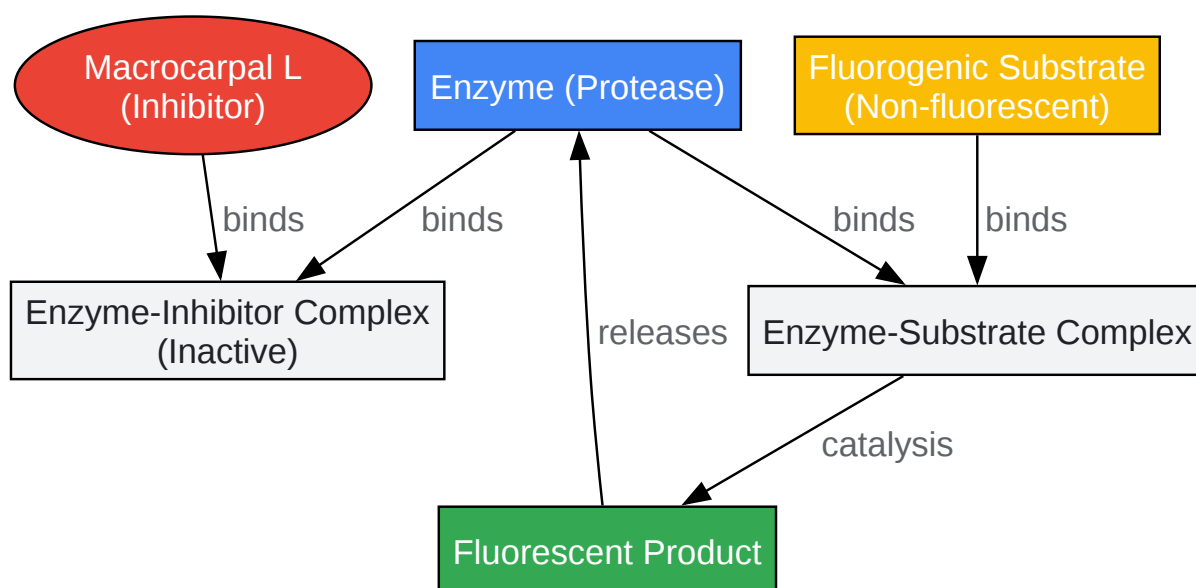 Macrocarpal L
(Inhibitor)
Enzyme (Protease)
Fluorogenic Substrate
(Non-fluorescent)
binds
binds
binds
binds
Enzyme-Inhibitor Complex
(Inactive)
releases
Enzyme-Substrate Complex
catalysis
Fluorescent Product